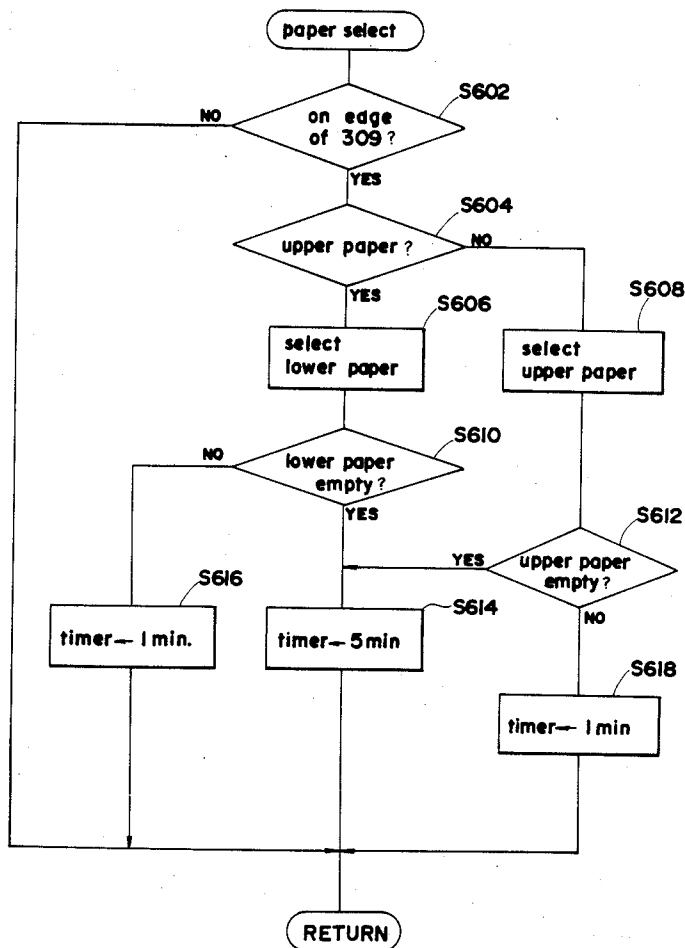 paper select
S602
NO
on edge
of 309?
YES
S604
upper paper?
NO
YES
S606
S608
select
lower paper
select
upper paper
S610
NO
lower paper
empty?
YES
S612
YES
upper paper
empty?
NO
S616
timer← 1 min.
S614
timer← 5 min
S618
timer← 1 min
RETURN